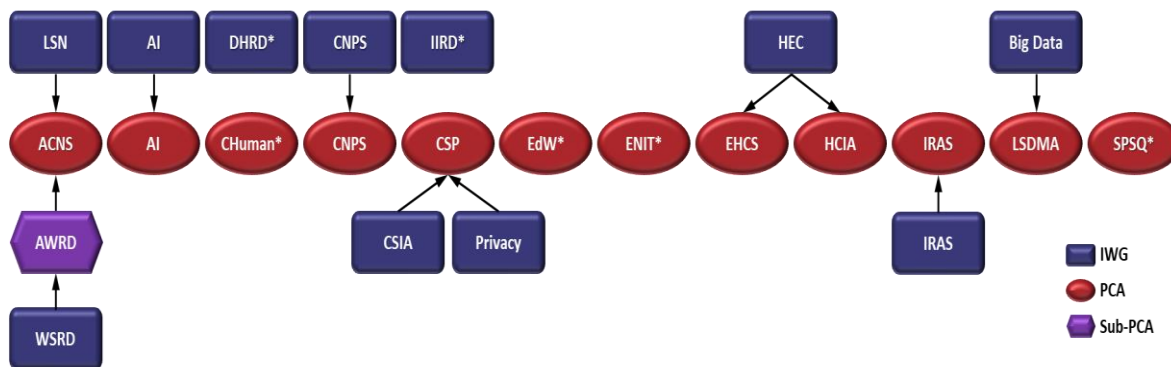 LSN
AI
DHRD*
CNPS
IIRD*
HEC
Big Data
ACNS
AI
CHuman*
CNPS
CSP
EdW*
ENIT*
EHCS
HCIA
IRAS
LSDMA
SPSQ*
AWRD
CSIA
Privacy
IRAS
WSRD
IWG
PCA
Sub-PCA